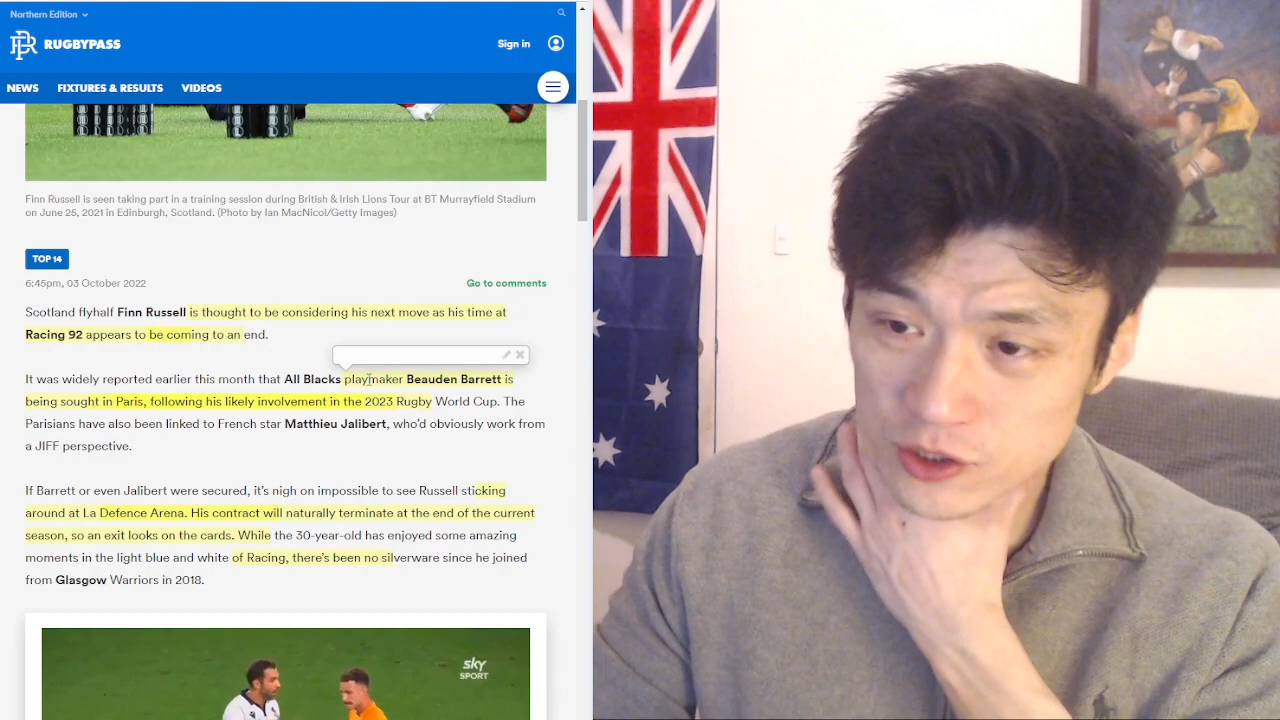 Northern Edition
RUGBYPASS
Sign in
NEWS FIXTURES & RESULTS VIDEOS
Finn Russell is seen taking part in a training session during British & Irish Lions Tour at BT Murrayfield Stadium
on June 25, 2021 in Edinburgh, Scotland. (Photo by Ian MacNicol/Getty Images)
TOP 14
6:45pm, 03 October 2022 Go to comments
Scotland flyhalf Finn Russell is thought to be considering his next move as his time at
Racing 92 appears to be coming to an end.
It was widely reported earlier this month that All Blacks playmaker Beauden Barrett is
being sought in Paris, following his likely involvement in the 2023 Rugby World Cup. The
Parisians have also been linked to French star Matthieu Jalibert, who'd obviously work from
a JIFF perspective.
If Barrett or even Jalibert were secured, it's nigh on impossible to see Russell sticking
around at La Defence Arena. His contract will naturally terminate at the end of the current
season, so an exit looks on the cards. While the 30-year-old has enjoyed some amazing
moments in the light blue and white of Racing, there's been no silverware since he joined
from Glasgow Warriors in 2018.
sky
SPORT